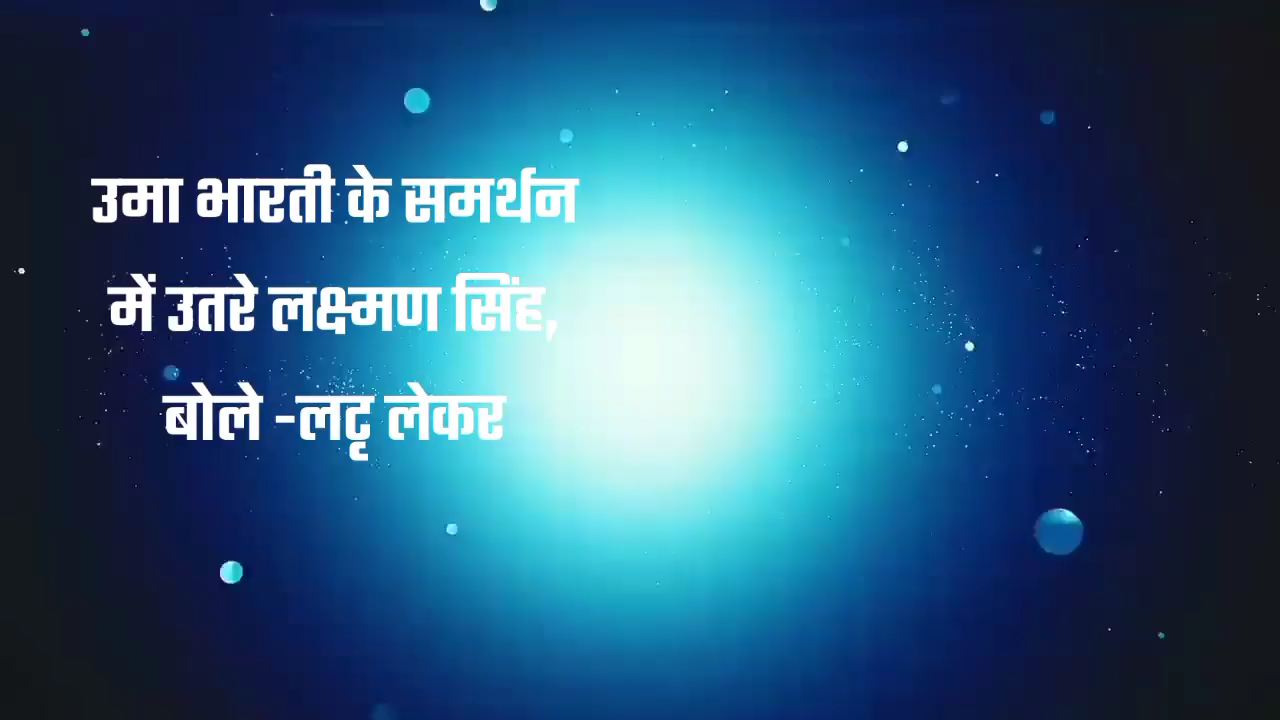 उमा भारती के समर्थन
में उतरे लक्ष्मण सिंह,
बोले -लट्ठ लेकर